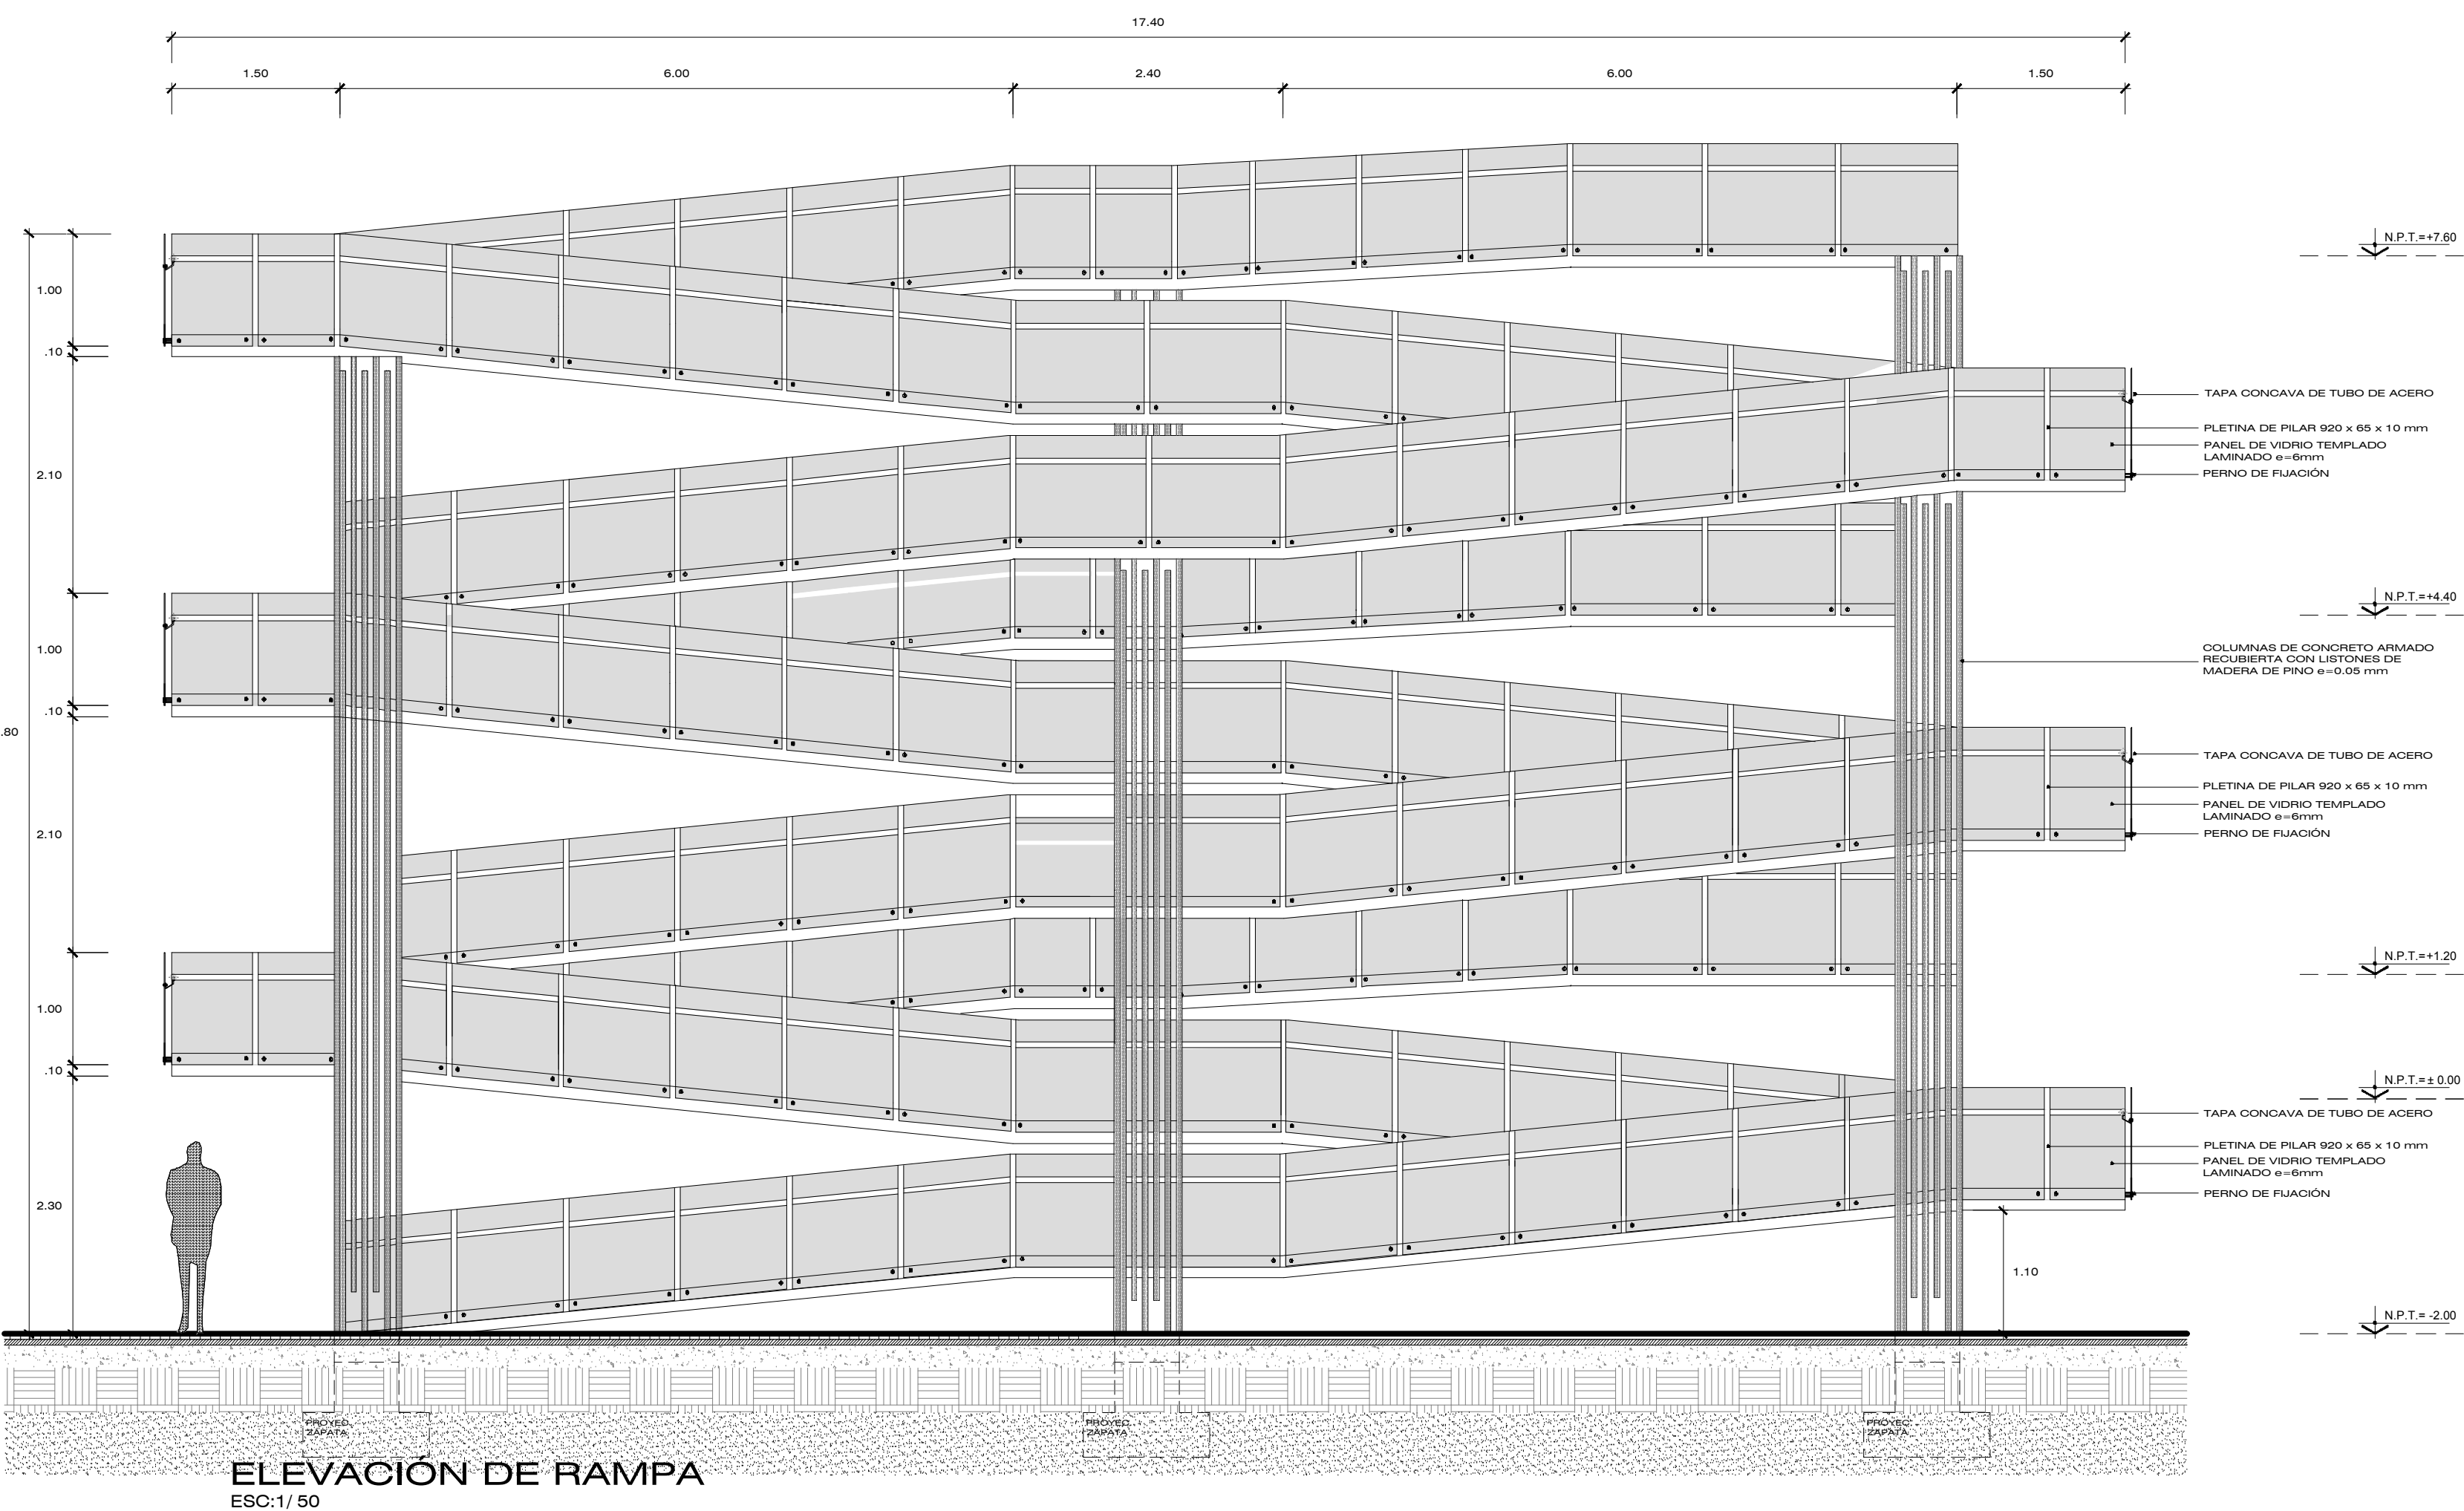 17.40
1.50
6.00
2.40
6.00
1.50
N.P.T.=+7.60
1.00
.10
TAPA CONCAVA DE TUBO DE ACERO
PLETINA DE PILAR 920 x 65 x 10 mm
PANEL DE VIDRIO TEMPLADO
LAMINADO e=6mm
PERNO DE FIJACIÓN
2.10
N.P.T.=+4.40
1.00
COLUMNAS DE CONCRETO ARMADO
RECUBIERTA CON LISTONES DE
MADERA DE PINO e=0.05 mm
.10
.80
TAPA CONCAVA DE TUBO DE ACERO
PLETINA DE PILAR 920 x 65 x 10 mm
PANEL DE VIDRIO TEMPLADO
LAMINADO e=6mm
PERNO DE FIJACIÓN
2.10
N.P.T.=+1.20
1.00
.10
N.P.T.=± 0.00
TAPA CONCAVA DE TUBO DE ACERO
PLETINA DE PILAR 920 x 65 x 10 mm
PANEL DE VIDRIO TEMPLADO
LAMINADO e=6mm
PERNO DE FIJACIÓN
2.30
1.10
N.P.T.= -2.00
PROYEC.
ZAPATA
PROYEC.
ZAPATA
PROYEC.
ZAPATA
ELEVACIÓN DE RAMPA
ESC:1/ 50